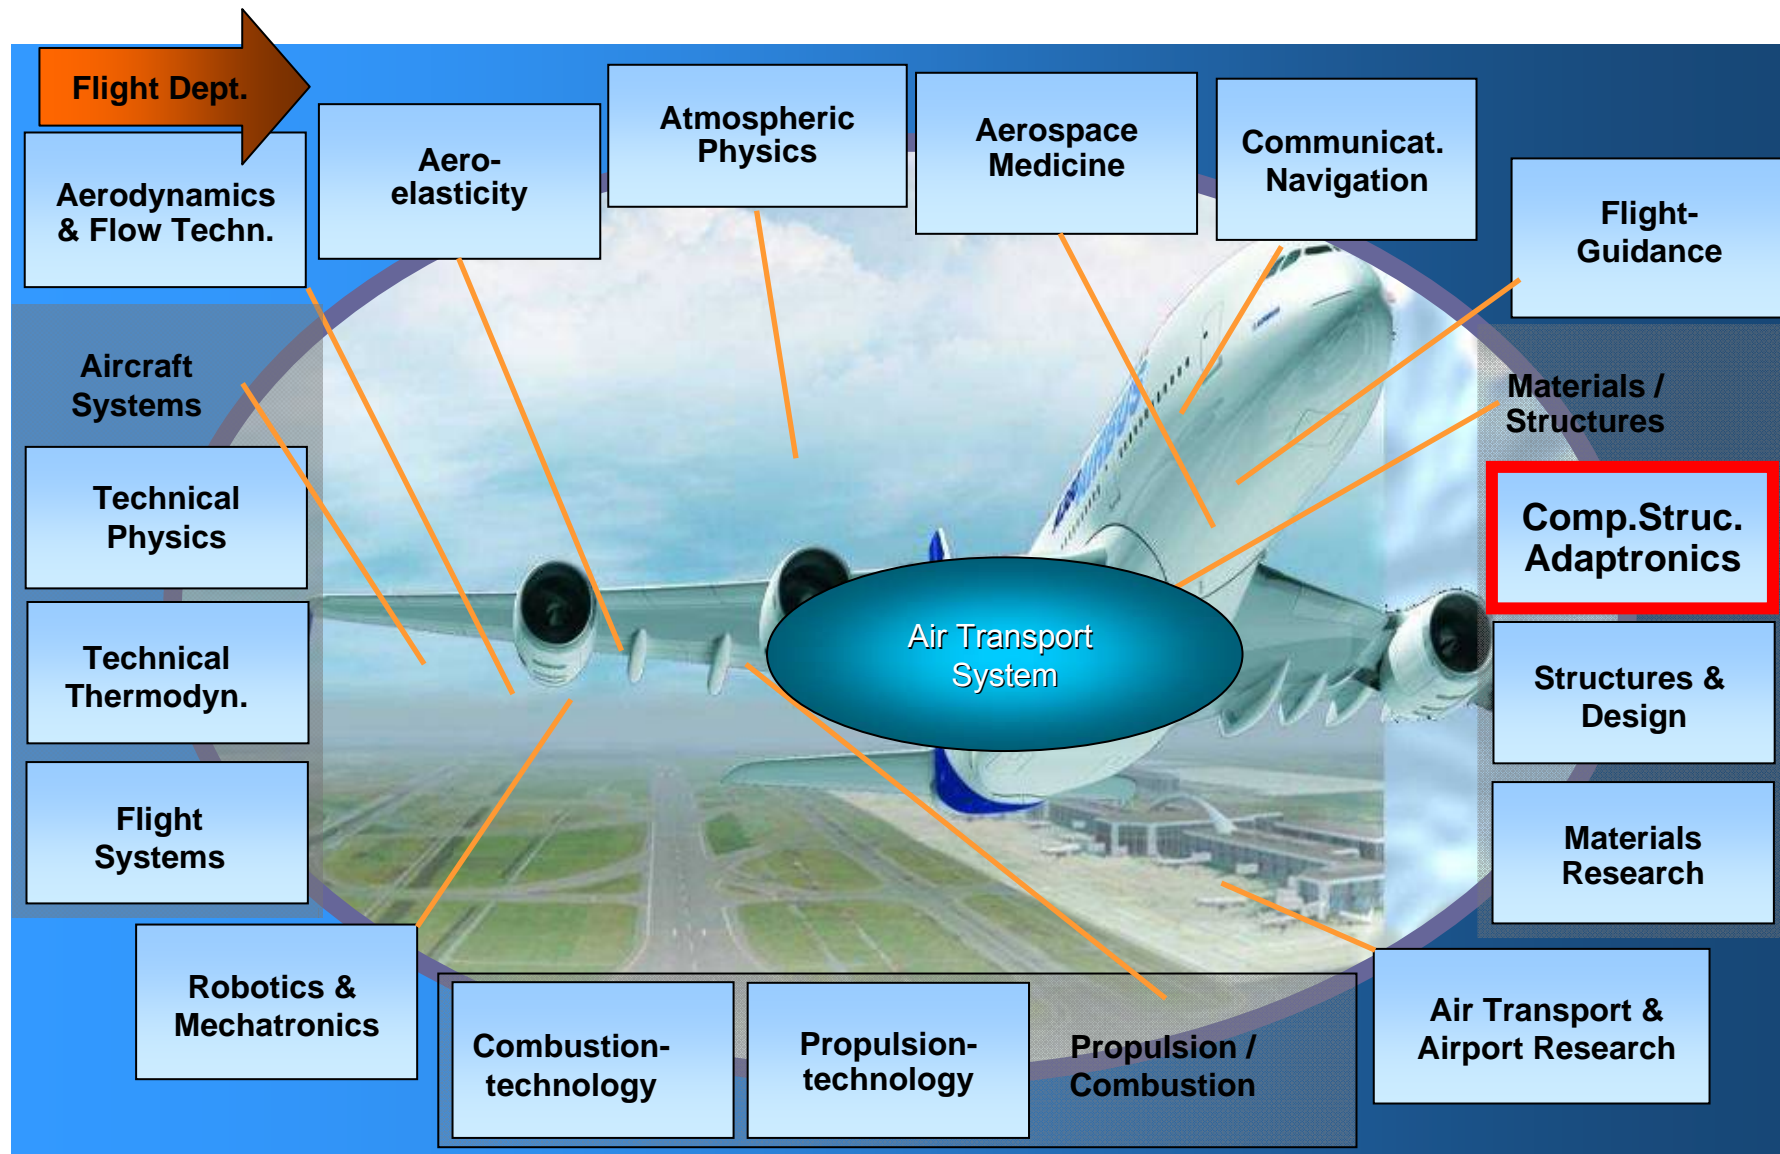 Flight Dept.
Aerodynamics
& Flow Techn.
Aero-
elasticity
Atmospheric
Physics
Aerospace
Medicine
Communicat.
Navigation
Flight-
Guidance
Aircraft
Systems
Technical
Physics
Technical
Thermodyn.
Flight
Systems
Materials /
Structures
Comp.Struc.
Adaptronics
Structures &
Design
Materials
Research
Air Transport
System
Robotics &
Mechatronics
Combustion-
technology
Propulsion-
technology
Propulsion /
Combustion
Air Transport &
Airport Research